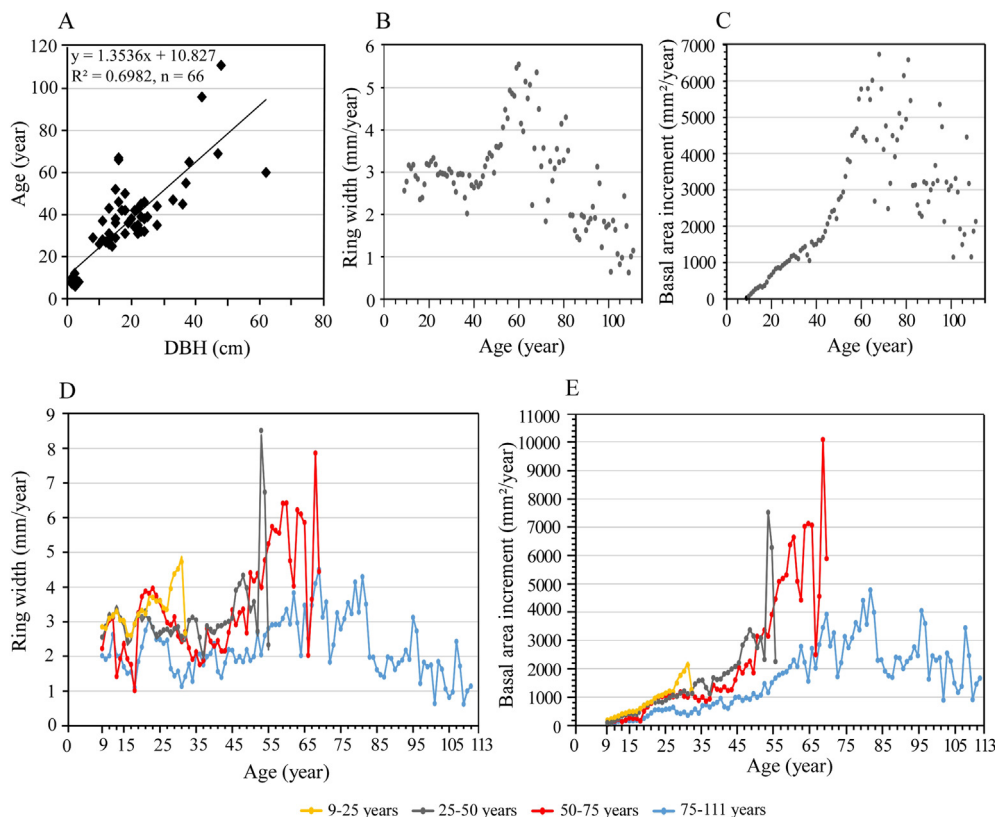 A
y = 1.3536x + 10.827
R² = 0.6982, n = 66
Age (year)
120
100
80
60
40
20
0
0 20 40 60 80
DBH (cm)
B
Ring width (mm/year)
6
5
4
3
2
1
0
0 20 40 60 80 100
Age (year)
C
Basal area increment (mm²/year)
7000
6000
5000
4000
3000
2000
1000
0
0 20 40 60 80 100
Age (year)
D
Ring width (mm/year)
9
8
7
6
5
4
3
2
1
0
0 9 15 25 35 45 55 65 75 85 95 105 113
Age (year)
E
Basal area increment (mm²/year)
11000
10000
9000
8000
7000
6000
5000
4000
3000
2000
1000
0
0 9 15 25 35 45 55 65 75 85 95 105 113
Age (year)
9-25 years 25-50 years 50-75 years 75-111 years